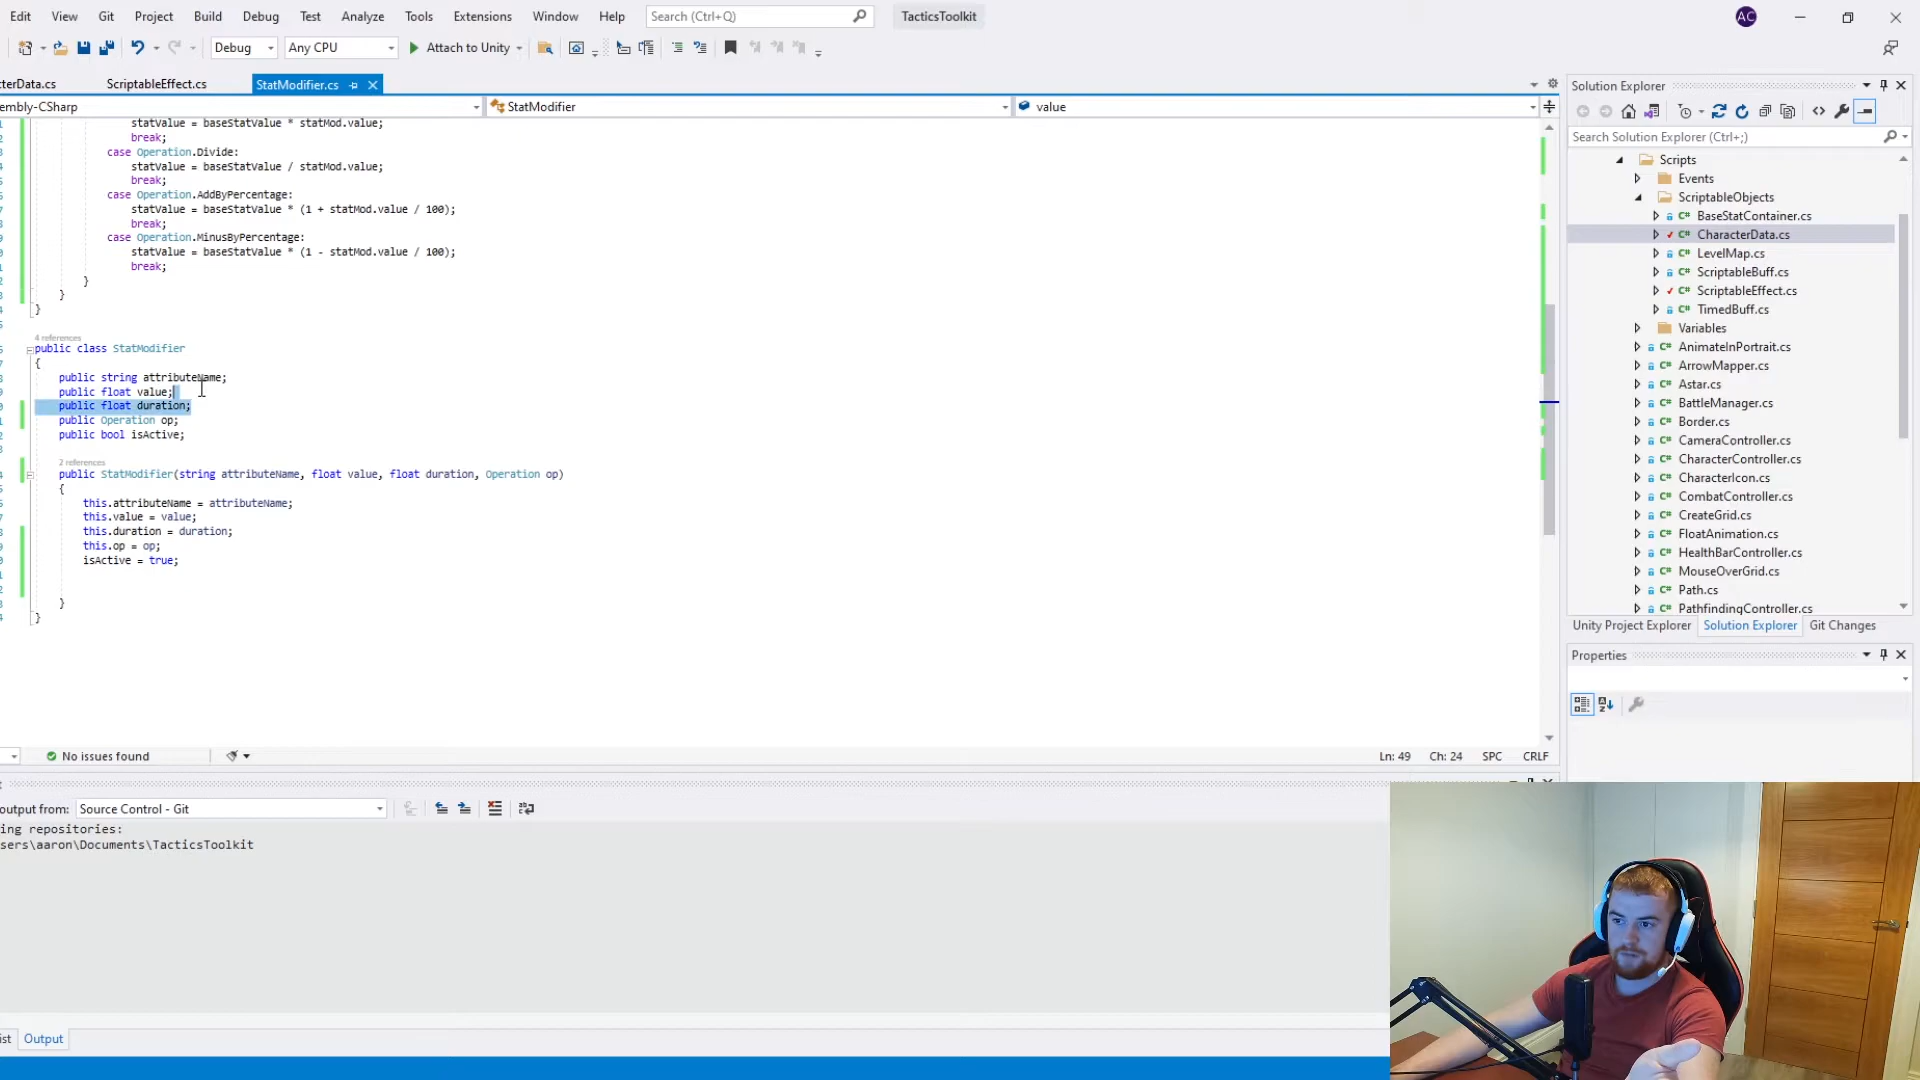 Edit View Git Project Build Debug Test Analyze Tools Extensions Window Help Search (Ctrl+Q) TacticsToolkit AC
Debug Any CPU Attach to Unity
terData.cs ScriptableEffect.cs StatModifier.cs
embly-CSharp StatModifier value
statValue = baseStatValue * statMod.value;
break;
case Operation.Divide:
statValue = baseStatValue / statMod.value;
break;
case Operation.AddByPercentage:
statValue = baseStatValue * (1 + statMod.value / 100);
break;
case Operation.MinusByPercentage:
statValue = baseStatValue * (1 - statMod.value / 100);
break;
}
}
}
4 references
public class StatModifier
{
public string attributeName;
public float value;
public float duration;
public Operation op;
public bool isActive;
2 references
public StatModifier(string attributeName, float value, float duration, Operation op)
{
this.attributeName = attributeName;
this.value = value;
this.duration = duration;
this.op = op;
isActive = true;
}
}
No issues found Ln: 49 Ch: 24 SPC CRLF
output from: Source Control - Git
ing repositories:
sers\aaron\Documents\TacticsToolkit
ist Output
Solution Explorer
Search Solution Explorer (Ctrl+;)
Scripts
Events
ScriptableObjects
C# BaseStatContainer.cs
C# CharacterData.cs
C# LevelMap.cs
C# ScriptableBuff.cs
C# ScriptableEffect.cs
C# TimedBuff.cs
Variables
C# AnimateInPortrait.cs
C# ArrowMapper.cs
C# Astar.cs
C# BattleManager.cs
C# Border.cs
C# CameraController.cs
C# CharacterController.cs
C# CharacterIcon.cs
C# CombatController.cs
C# CreateGrid.cs
C# FloatAnimation.cs
C# HealthBarController.cs
C# MouseOverGrid.cs
C# Path.cs
C# PathfindingController.cs
Unity Project Explorer Solution Explorer Git Changes
Properties